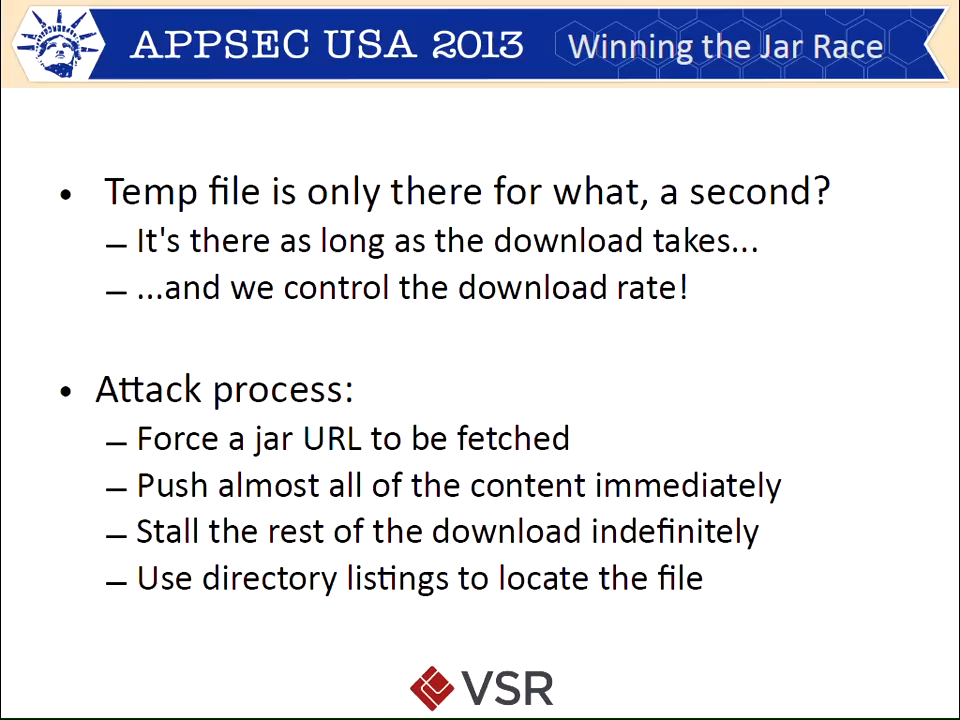 APPSEC USA 2013 Winning the Jar Race
• Temp file is only there for what, a second?
– It's there as long as the download takes...
– ...and we control the download rate!
• Attack process:
– Force a jar URL to be fetched
– Push almost all of the content immediately
– Stall the rest of the download indefinitely
– Use directory listings to locate the file
VSR